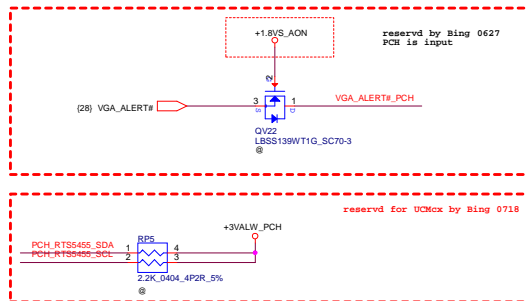 +1.8VS_AON
reservd by Bing 0627
PCH is input
2
G
{28} VGA_ALERT#
3
1
VGA_ALERT#_PCH
S
D
QV22
LBSS139WT1G_SC70-3
@
reservd for UCMcx by Bing 0718
+3VALW_PCH
RP5
PCH_RTS5455_SDA
1
4
PCH_RTS5455_SCL
2
3
2.2K_0404_4P2R_5%
@